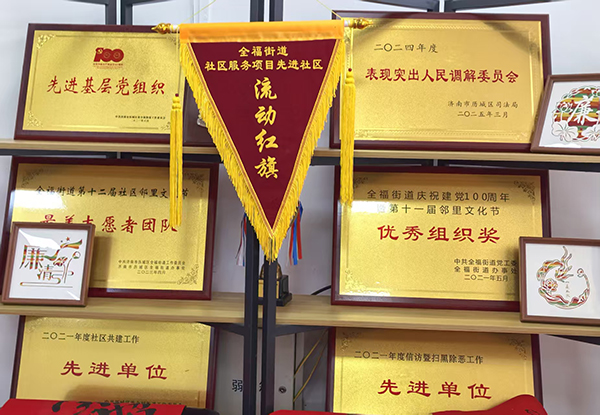 全福街道
社区服务项目先进社区
流动红旗
先进基层党组织
二〇二四年度
表现突出人民调解委员会
济南市历城区司法局
二〇二五年三月
廉
全福街道第十二届社区邻里文化节
最美志愿者团队
全福街道庆祝建党100周年
第十一届邻里文化节
优秀组织奖
中共全福街道党工委
全福街道办事处
二〇二一年五月
廉
二〇二一年度社区共建工作
先进单位
二〇二一年度信访暨扫黑除恶工作
先进单位